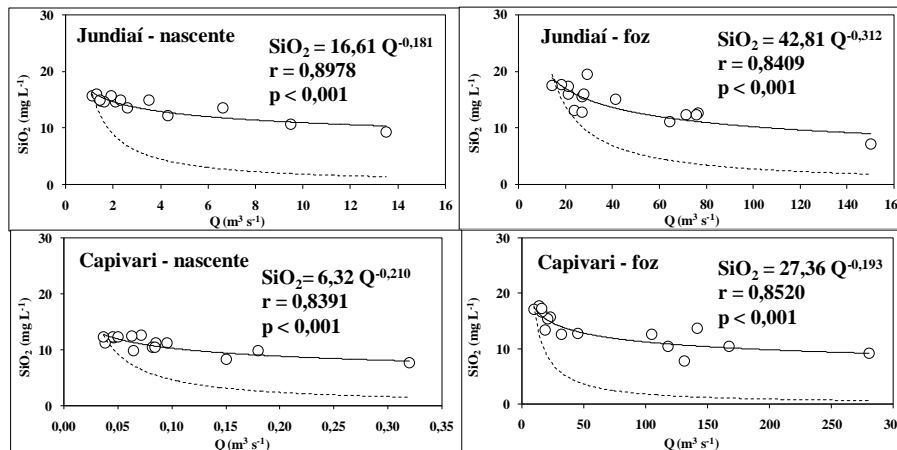 Jundiaí - nascente
SiO₂ = 16,61 Q⁻⁰,¹⁸¹
r = 0,8978
p < 0,001
30
20
10
0
SiO₂ (mg L⁻¹)
0 2 4 6 8 10 12 14 16
Q (m³ s⁻¹)
Jundiaí - foz
SiO₂ = 42,81 Q⁻⁰,³¹²
r = 0,8409
p < 0,001
30
20
10
0
SiO₂ (mg L⁻¹)
0 20 40 60 80 100 120 140 160
Q (m³ s⁻¹)
Capivari - nascente
SiO₂= 6,32 Q⁻⁰,²¹⁰
r = 0,8391
p < 0,001
30
20
10
0
SiO₂ (mg L⁻¹)
0,00 0,05 0,10 0,15 0,20 0,25 0,30 0,35
Q (m³ s⁻¹)
Capivari - foz
SiO₂ = 27,36 Q⁻⁰,¹⁹³
r = 0,8520
p < 0,001
30
20
10
0
SiO₂ (mg L⁻¹)
0 50 100 150 200 250 300
Q (m³ s⁻¹)